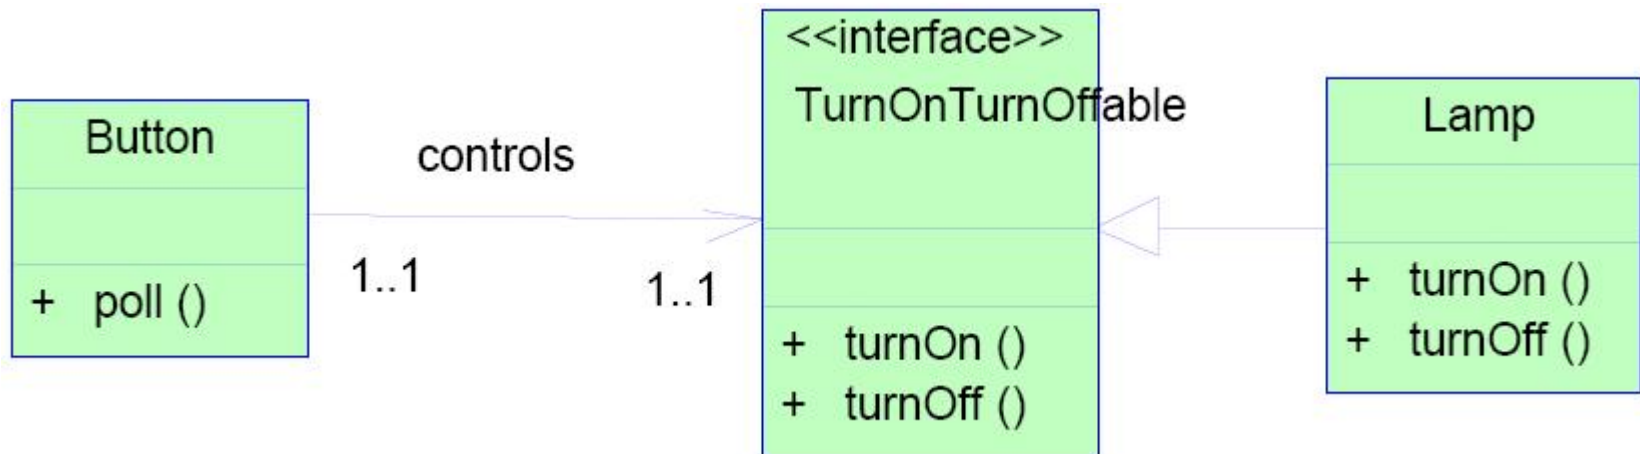 Button
+ poll ()
controls
1..1
1..1
<<interface>>
TurnOnTurnOffable
+ turnOn ()
+ turnOff ()
Lamp
+ turnOn ()
+ turnOff ()